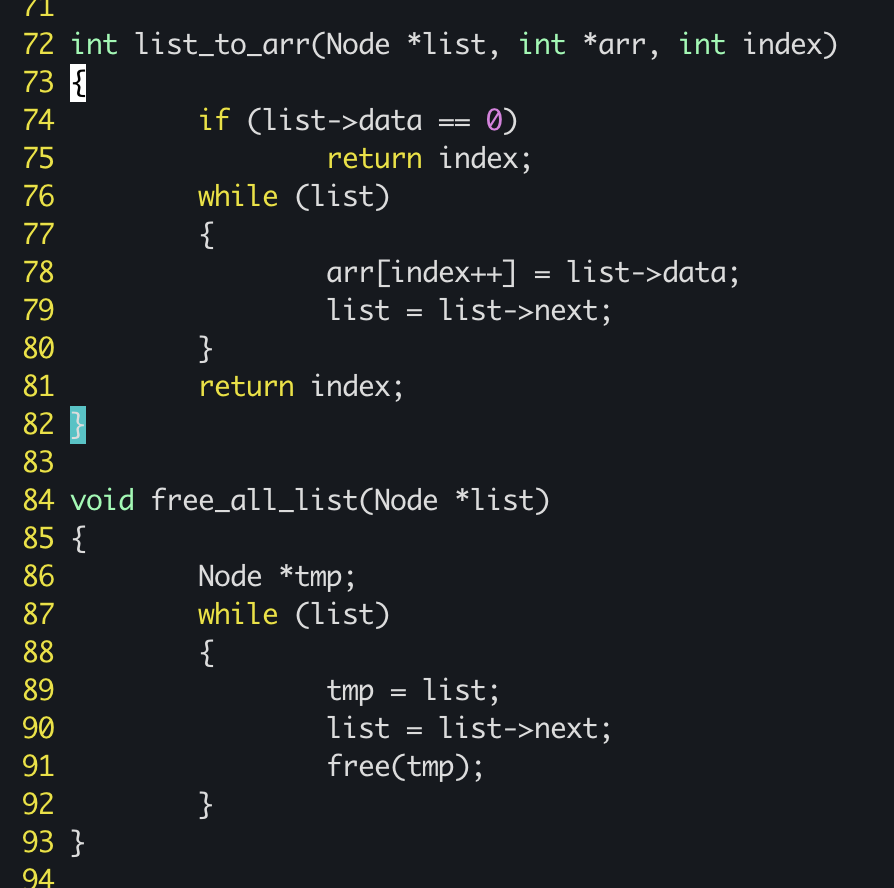 71
72 int list_to_arr(Node *list, int *arr, int index)
73 {
74 if (list->data == 0)
75 return index;
76 while (list)
77 {
78 arr[index++] = list->data;
79 list = list->next;
80 }
81 return index;
82 }
83
84 void free_all_list(Node *list)
85 {
86 Node *tmp;
87 while (list)
88 {
89 tmp = list;
90 list = list->next;
91 free(tmp);
92 }
93 }
94